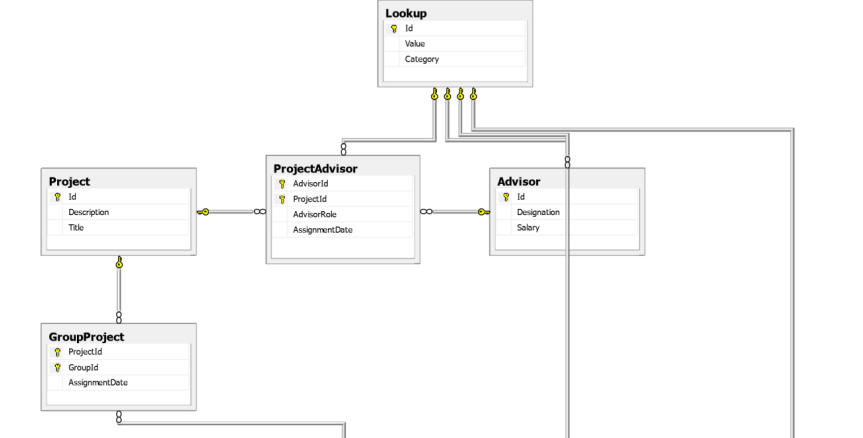 Lookup
Id
Value
Category
ProjectAdvisor
AdvisorId
ProjectId
AdvisorRole
AssignmentDate
Project
Id
Description
Title
Advisor
Id
Designation
Salary
GroupProject
ProjectId
GroupId
AssignmentDate